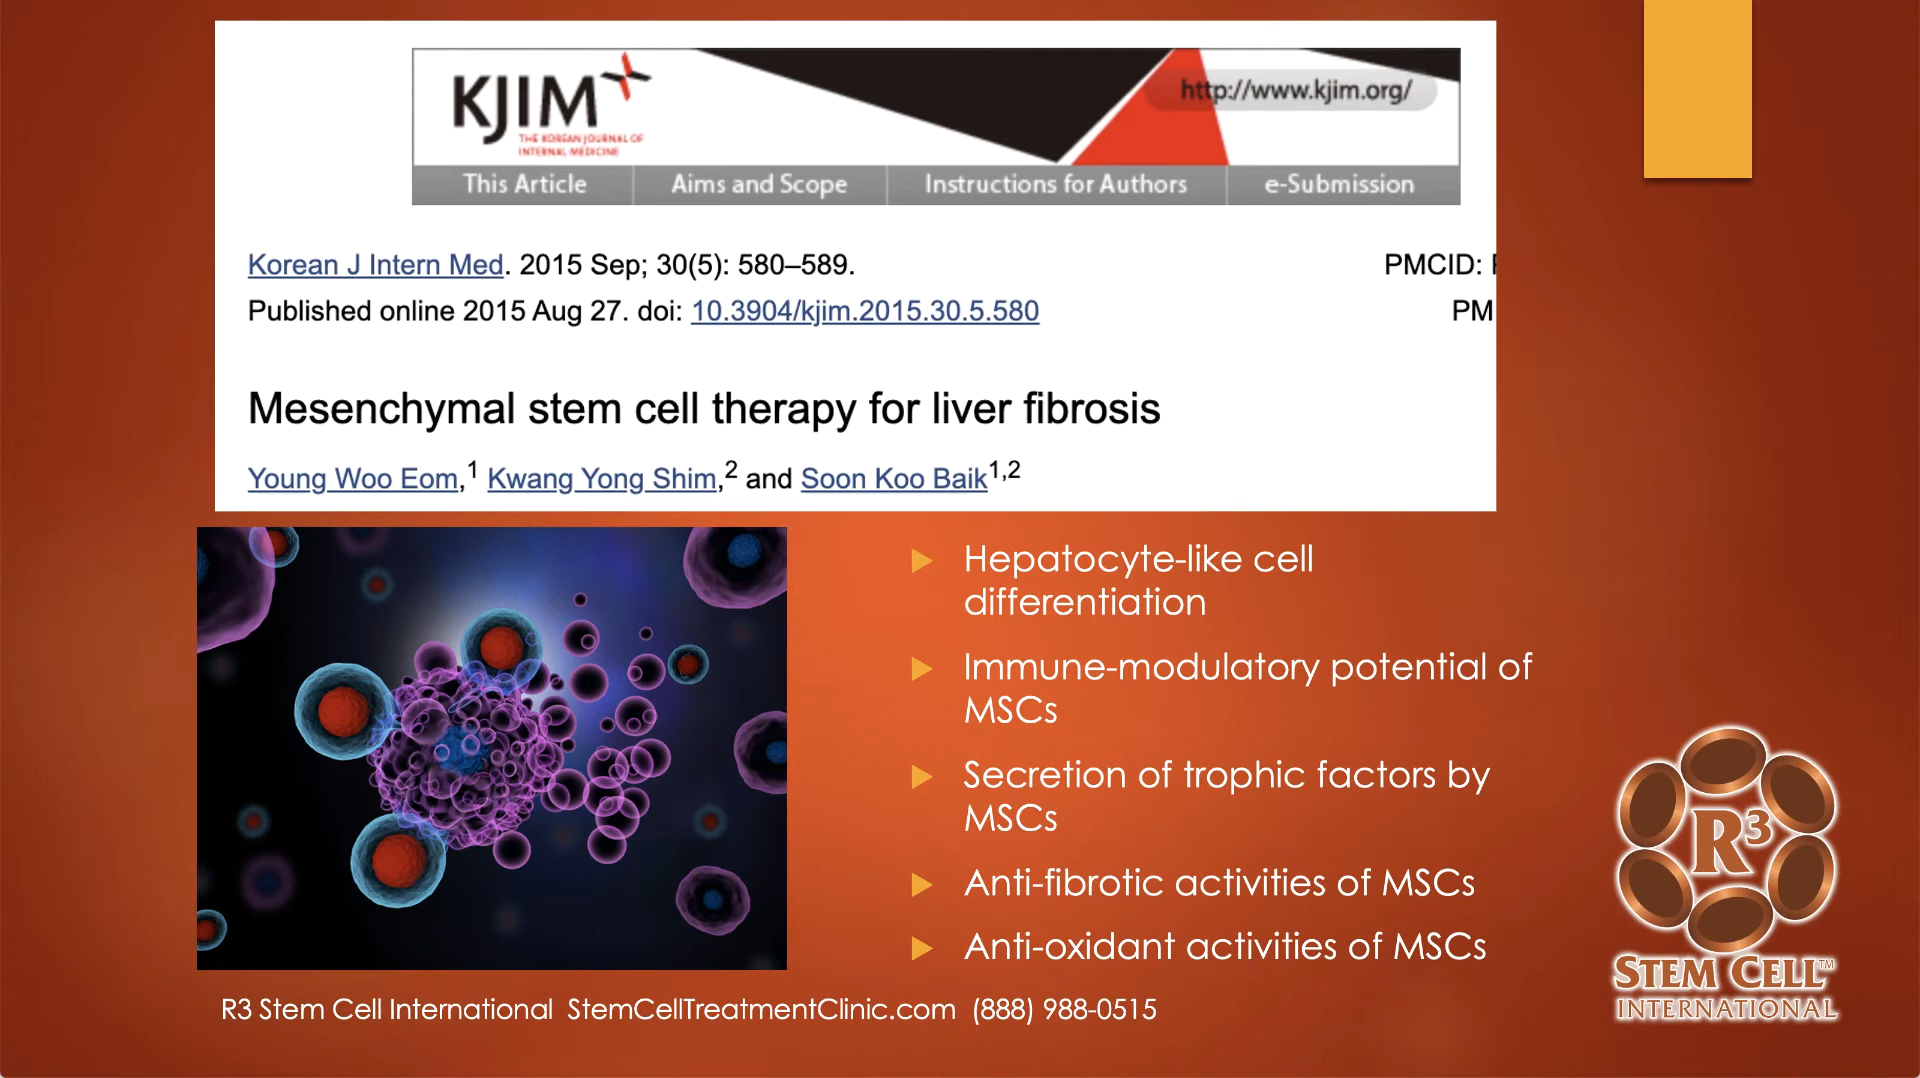 KJIM
THE KOREAN JOURNAL OF
INTERNAL MEDICINE
http://www.kjim.org/
This Article
Aims and Scope
Instructions for Authors
e-Submission
Korean J Intern Med. 2015 Sep; 30(5): 580–589.
PMCID:
Published online 2015 Aug 27. doi: 10.3904/kjim.2015.30.5.580
PM
Mesenchymal stem cell therapy for liver fibrosis
Young Woo Eom,1 Kwang Yong Shim,2 and Soon Koo Baik1,2
Hepatocyte-like cell
differentiation
Immune-modulatory potential of
MSCs
Secretion of trophic factors by
MSCs
Anti-fibrotic activities of MSCs
Anti-oxidant activities of MSCs
R3
STEM CELL™
INTERNATIONAL
R3 Stem Cell International StemCellTreatmentClinic.com (888) 988-0515